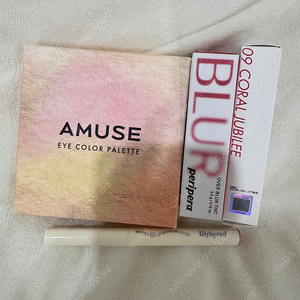 AMUSE
EYE COLOR PALETTE
09 CORAL JUBILEE
BLUR
OVER BLUR TINT
peripera
lilybyred